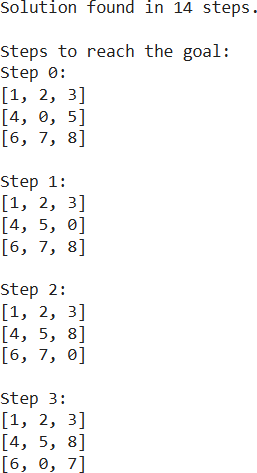 Solution found in 14 steps.
Steps to reach the goal:
Step 0:
[1, 2, 3]
[4, 0, 5]
[6, 7, 8]
Step 1:
[1, 2, 3]
[4, 5, 0]
[6, 7, 8]
Step 2:
[1, 2, 3]
[4, 5, 8]
[6, 7, 0]
Step 3:
[1, 2, 3]
[4, 5, 8]
[6, 0, 7]